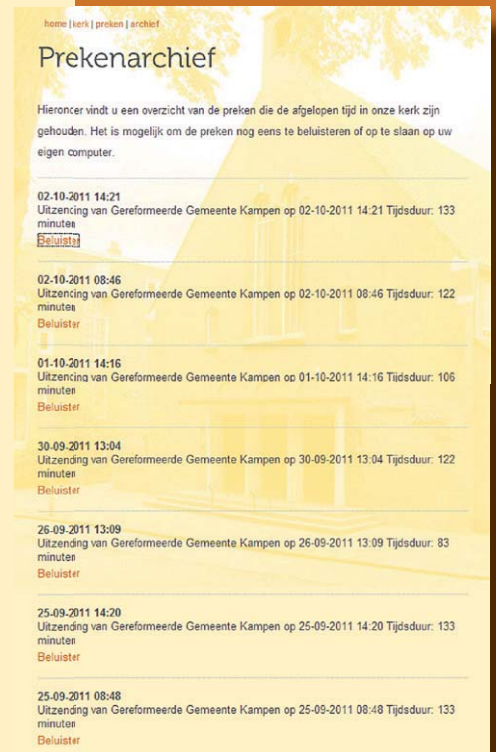 home | kerk | preken | archief
Prekenarchief
Hieronder vindt u een overzicht van de preken die de afgelopen tijd in onze kerk zijn
gehouden. Het is mogelijk om de preken nog eens te beluisteren of op te slaan op uw
eigen computer.
02-10-2011 14:21
Uitzending van Gereformeerde Gemeente Kampen op 02-10-2011 14:21 Tijdsduur: 133
minuten
Beluister
02-10-2011 08:46
Uitzending van Gereformeerde Gemeente Kampen op 02-10-2011 08:46 Tijdsduur: 122
minuten
Beluister
01-10-2011 14:16
Uitzending van Gereformeerde Gemeente Kampen op 01-10-2011 14:16 Tijdsduur: 106
minuten
Beluister
30-09-2011 13:04
Uitzending van Gereformeerde Gemeente Kampen op 30-09-2011 13:04 Tijdsduur: 122
minuten
Beluister
26-09-2011 13:09
Uitzending van Gereformeerde Gemeente Kampen op 26-09-2011 13:09 Tijdsduur: 83
minuten
Beluister
25-09-2011 14:20
Uitzending van Gereformeerde Gemeente Kampen op 25-09-2011 14:20 Tijdsduur: 133
minuten
Beluister
25-09-2011 08:48
Uitzending van Gereformeerde Gemeente Kampen op 25-09-2011 08:48 Tijdsduur: 133
minuten
Beluister